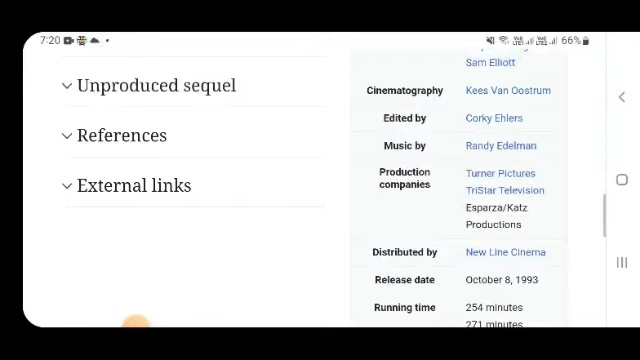 7:20
66%
Sam Elliott
Unproduced sequel
References
External links
Cinematography Kees Van Oostrum
Edited by Corky Ehlers
Music by Randy Edelman
Production companies Turner Pictures
TriStar Television
Esparza/Katz
Productions
Distributed by New Line Cinema
Release date October 8, 1993
Running time 254 minutes
271 minutes